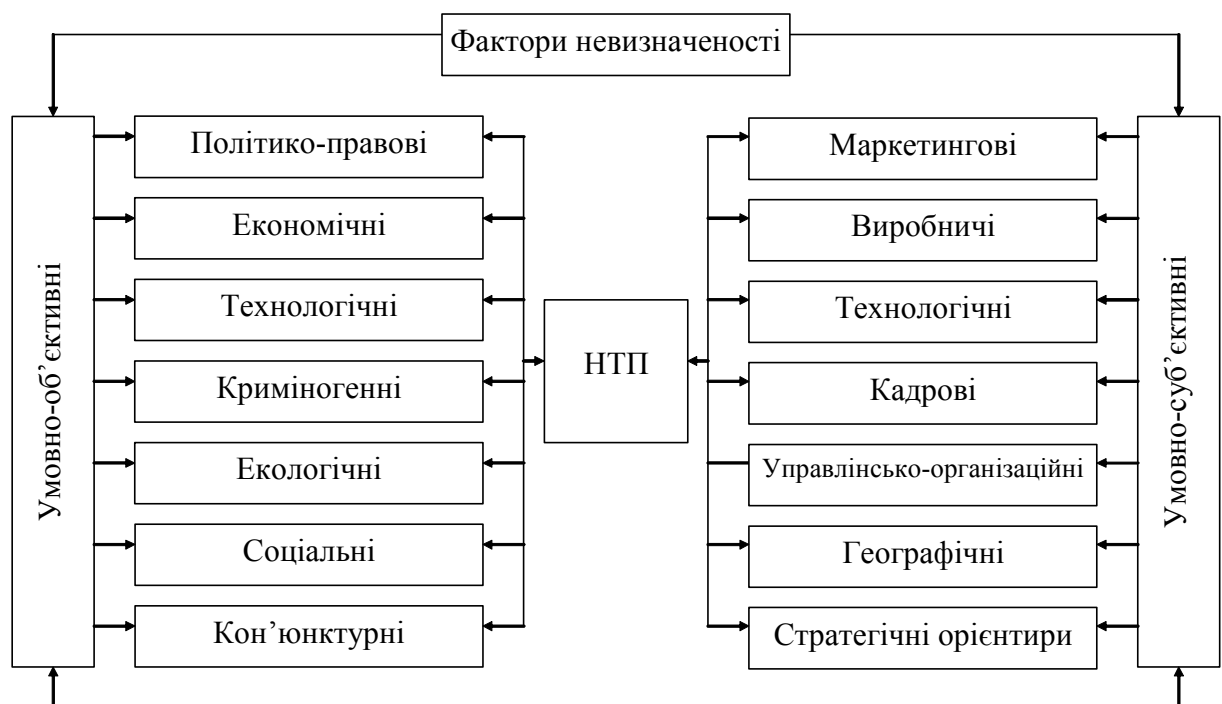 Фактори невизначеності
Умовно-об’єктивні
Політико-правові
Економічні
Технологічні
Криміногенні
Екологічні
Соціальні
Кон’юнктурні
НТП
Маркетингові
Виробничі
Технологічні
Кадрові
Управлінсько-організаційні
Географічні
Стратегічні орієнтири
Умовно-суб’єктивні